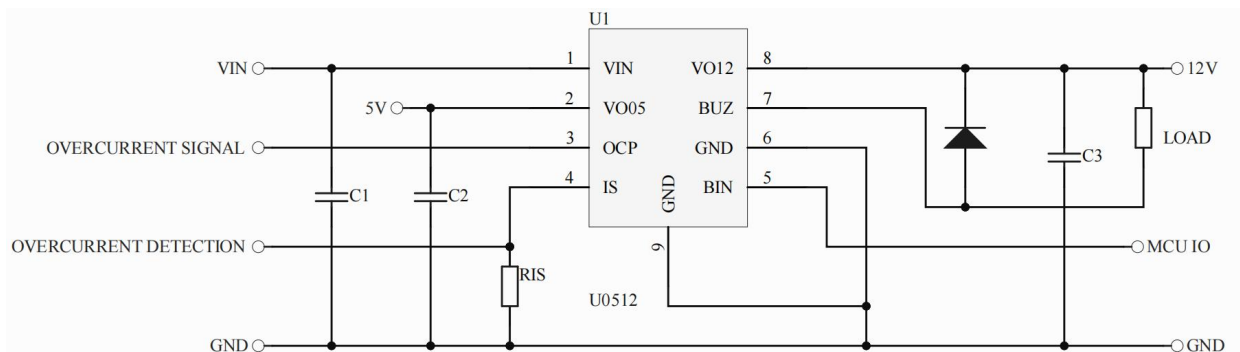 U1
VIN
1
VIN
VO12
8
12V
5V
2
VO05
BUZ
7
OVERCURRENT SIGNAL
3
OCP
GND
6
LOAD
C3
4
IS
BIN
5
C1
C2
GND
OVERCURRENT DETECTION
9
MCU IO
RIS
U0512
GND
GND